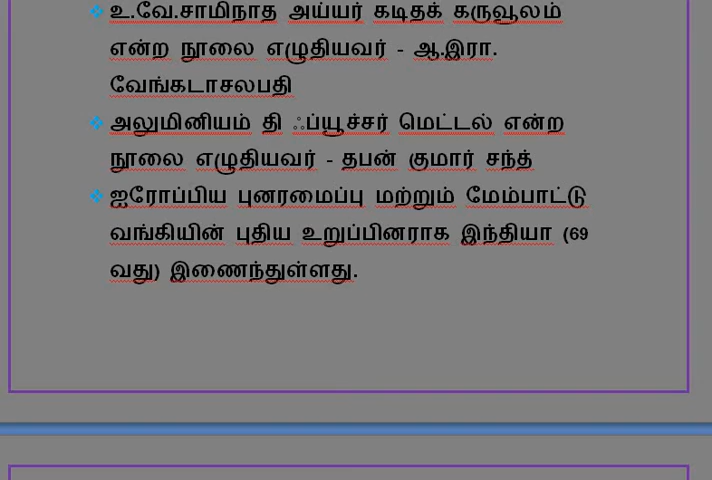 ❖ உ.வே.சாமிநாத அய்யர் கடிதக் கருவூலம்
என்ற நூலை எழுதியவர் - ஆ.இரா.
வேங்கடாசலபதி
❖ அலுமினியம் தி ஃப்யூச்சர் மெட்டல் என்ற
நூலை எழுதியவர் - தபன் குமார் சந்த்
❖ ஐரோப்பிய புனரமைப்பு மற்றும் மேம்பாட்டு
வங்கியின் புதிய உறுப்பினராக இந்தியா (69
வது) இணைந்துள்ளது.